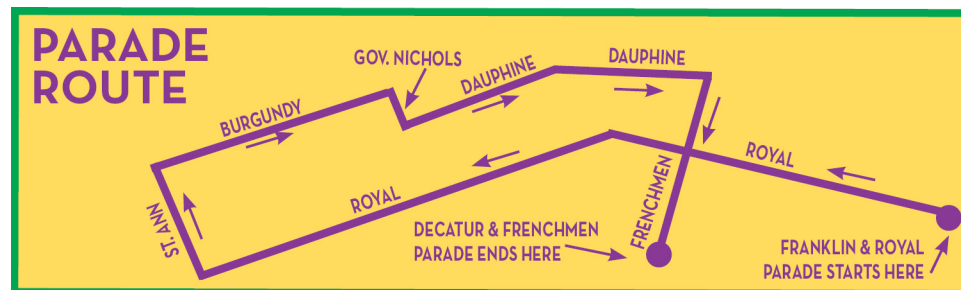 PARADE
ROUTE
GOV. NICHOLS
DAUPHINE
DAUPHINE
BURGUNDY
ROYAL
ROYAL
ST. ANN
FRENCHMEN
DECATUR & FRENCHMEN
PARADE ENDS HERE
FRANKLIN & ROYAL
PARADE STARTS HERE